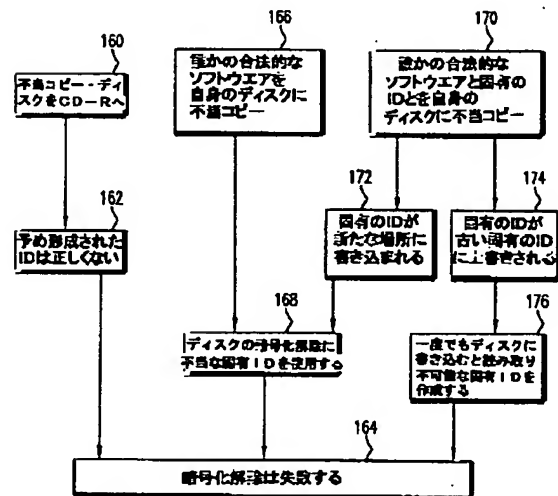 160
不当コピー・ディ
スクをCD-Rへ
166
誰かの合法的な
ソフトウエアを
自身のディスクに
不当コピー
170
誰かの合法的な
ソフトウエアと固有の
IDとを自身の
ディスクに不当コピー
162
予め形成された
IDは正しくない
172
固有のIDが
新たな場所に
書き込まれる
174
固有のIDが
古い固有のID
に上書きされる
168
ディスクの暗号化解除に
不当な固有IDを使用する
176
一度でもディスクに
書き込むと読み取り
不可能な固有IDを
作成する
164
暗号化解除は失敗する